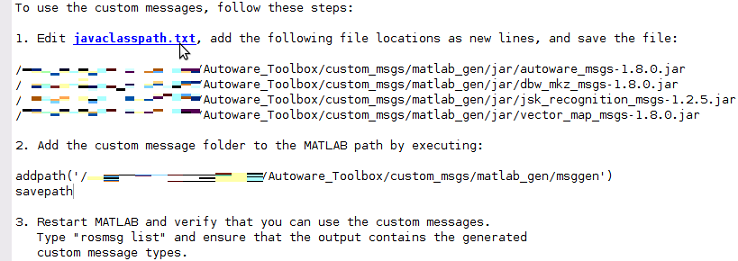 To use the custom messages, follow these steps:
1. Edit javaclasspath.txt, add the following file locations as new lines, and save the file:
/Autoware_Toolbox/custom_msgs/matlab_gen/jar/autoware_msgs-1.8.0.jar
/Autoware_Toolbox/custom_msgs/matlab_gen/jar/dbw_mkz_msgs-1.8.0.jar
/Autoware_Toolbox/custom_msgs/matlab_gen/jar/jsk_recognition_msgs-1.2.5.jar
/Autoware_Toolbox/custom_msgs/matlab_gen/jar/vector_map_msgs-1.8.0.jar
2. Add the custom message folder to the MATLAB path by executing:
addpath('/ /Autoware_Toolbox/custom_msgs/matlab_gen/msggen')
savepath
3. Restart MATLAB and verify that you can use the custom messages.
Type "rosmsg list" and ensure that the output contains the generated
custom message types.